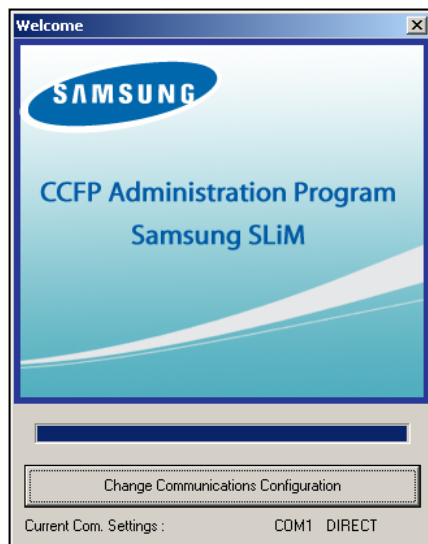 Welcome
SAMSUNG
CCFP Administration Program
Samsung SLiM
Change Communications Configuration
Current Com. Settings : COM1 DIRECT